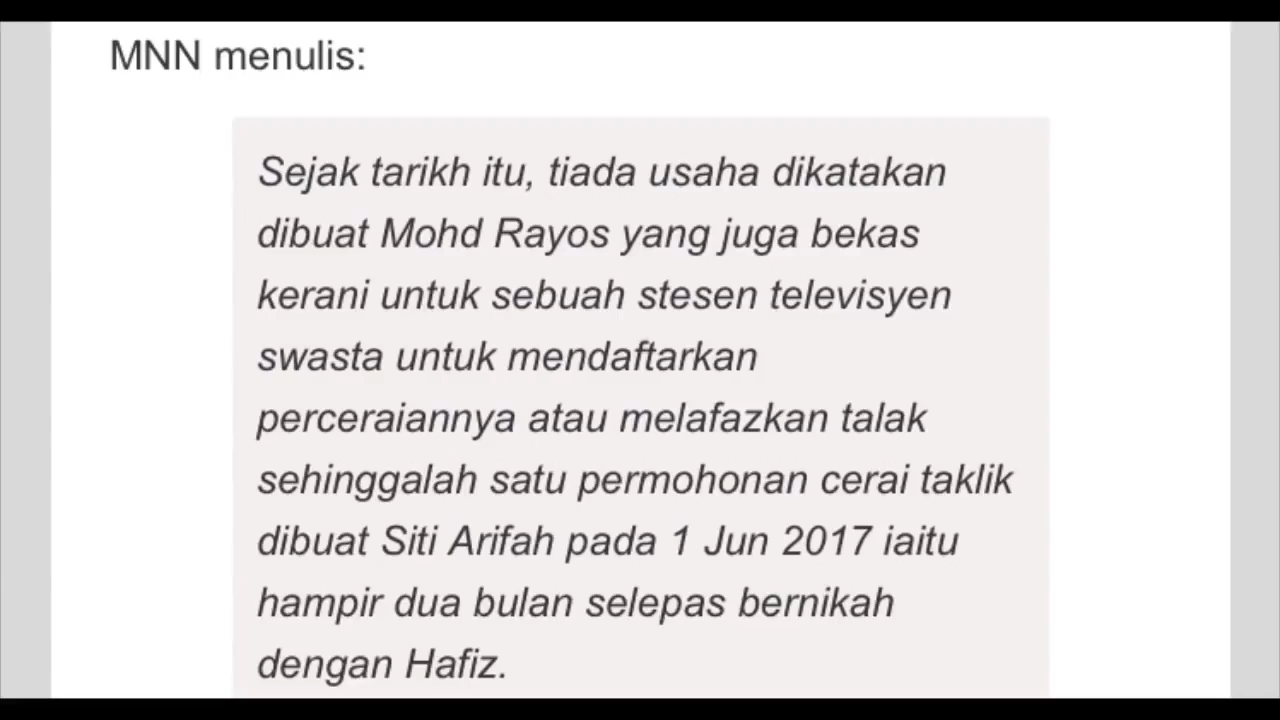 MNN menulis:
Sejak tarikh itu, tiada usaha dikatakan
dibuat Mohd Rayos yang juga bekas
kerani untuk sebuah stesen televisyen
swasta untuk mendaftarkan
perceraiannya atau melafazkan talak
sehinggalah satu permohonan cerai taklik
dibuat Siti Arifah pada 1 Jun 2017 iaitu
hampir dua bulan selepas bernikah
dengan Hafiz.